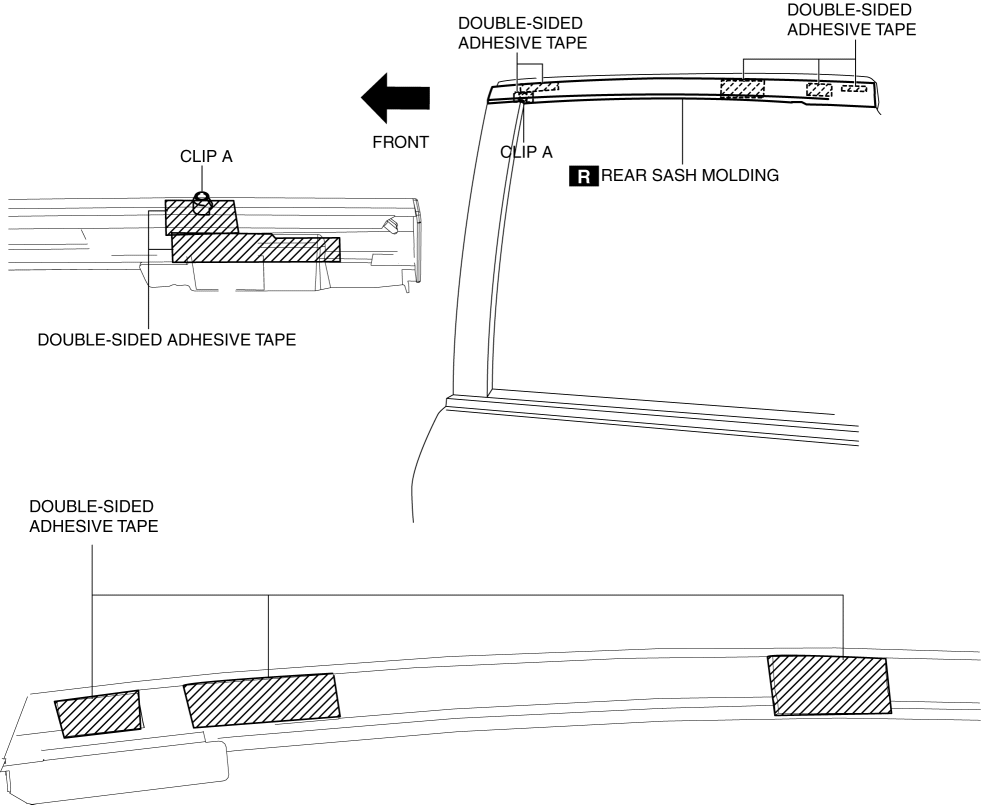 DOUBLE-SIDED
ADHESIVE TAPE
DOUBLE-SIDED
ADHESIVE TAPE
FRONT
CLIP A
CLIP A
R REAR SASH MOLDING
DOUBLE-SIDED ADHESIVE TAPE
DOUBLE-SIDED
ADHESIVE TAPE